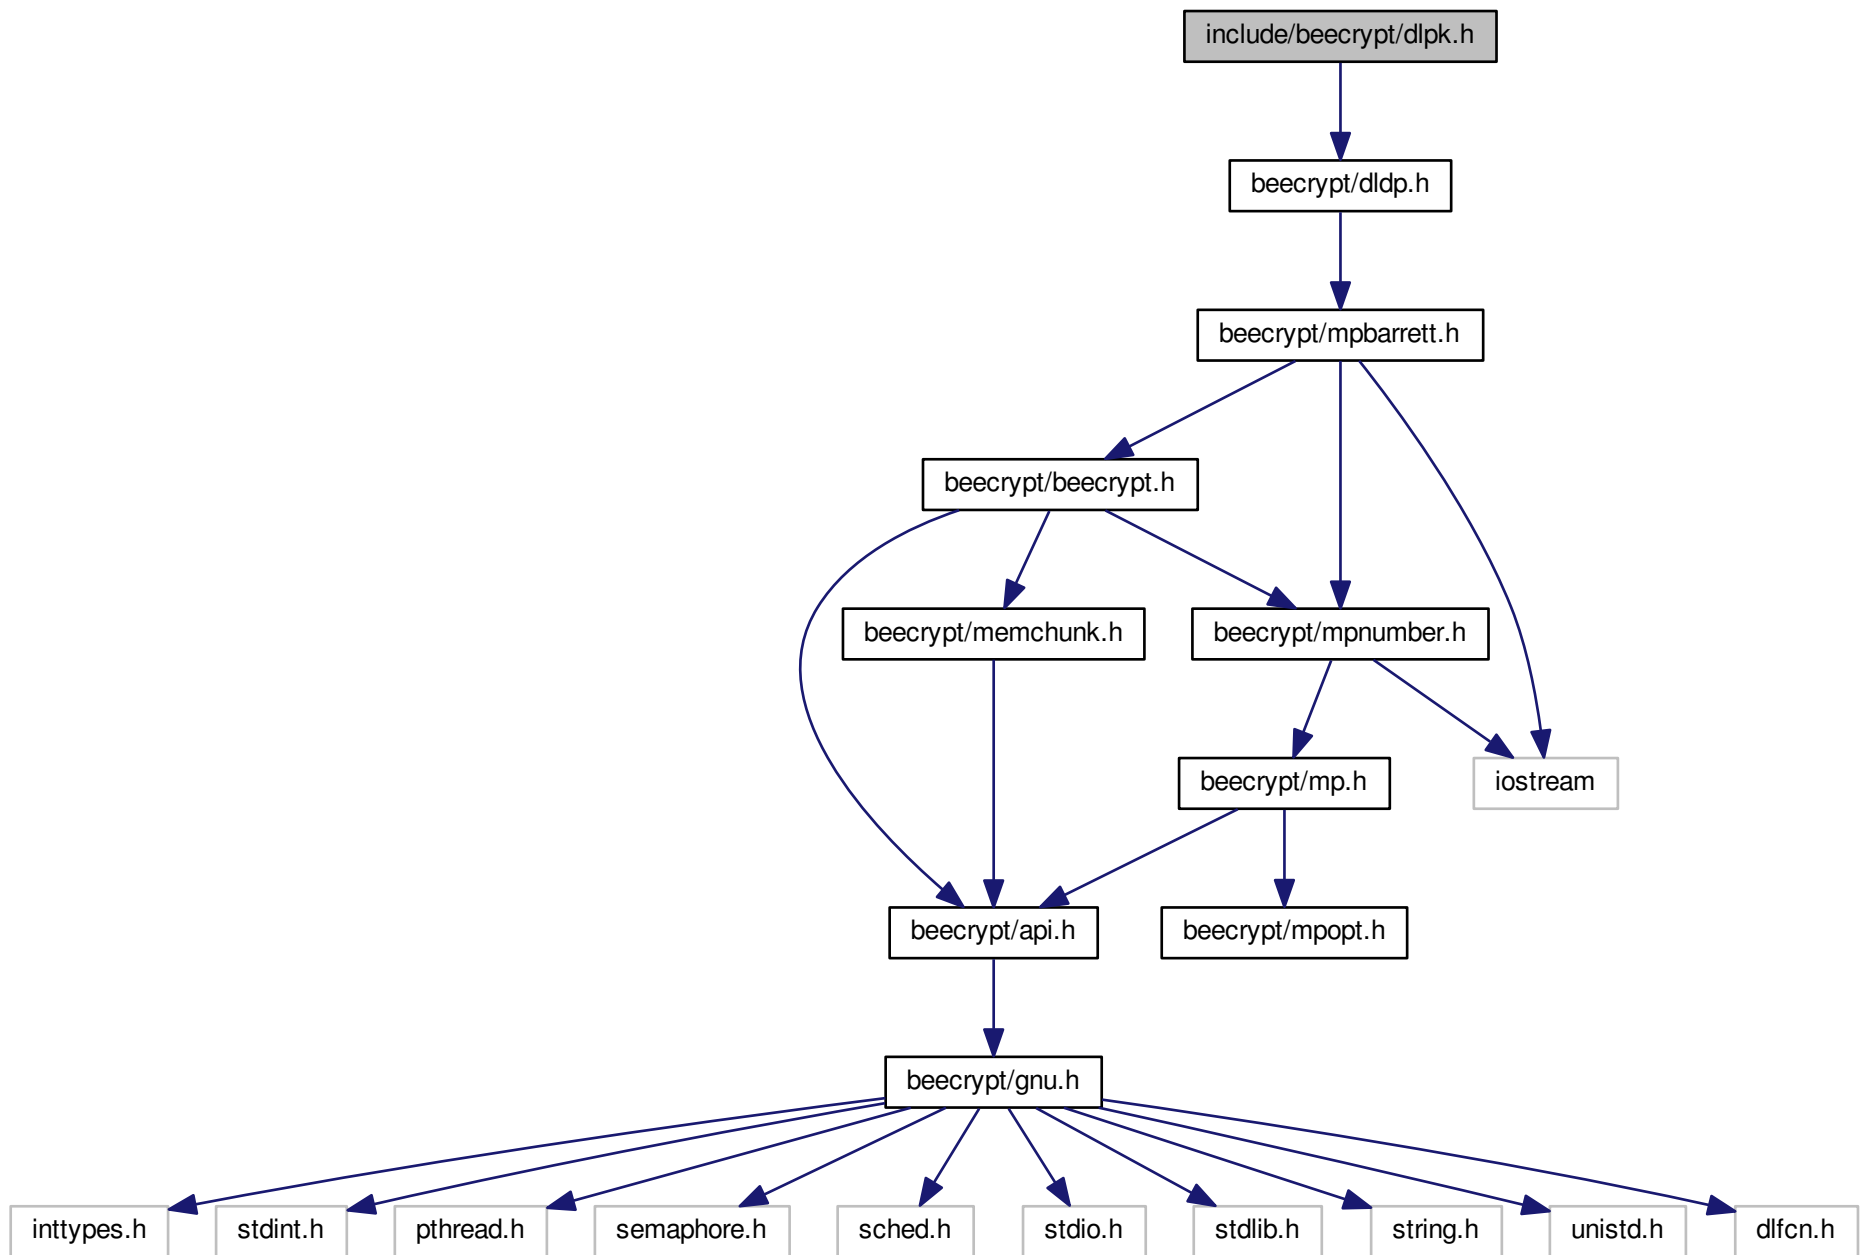 include/beecrypt/dlpk.h
beecrypt/dldp.h
beecrypt/mpbarrett.h
beecrypt/beecrypt.h
beecrypt/memchunk.h
beecrypt/mpnumber.h
beecrypt/mp.h
iostream
beecrypt/api.h
beecrypt/mpopt.h
beecrypt/gnu.h
inttypes.h
stdint.h
pthread.h
semaphore.h
sched.h
stdio.h
stdlib.h
string.h
unistd.h
dlfcn.h